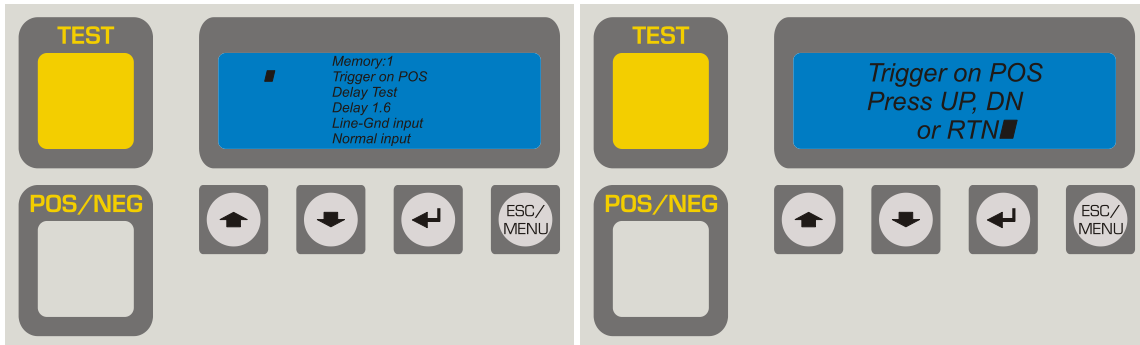 TEST
Memory:1
Trigger on POS
Delay Test
Delay 1.6
Line-Gnd input
Normal input
POS/NEG
ESC/
MENU
TEST
Trigger on POS
Press UP, DN
or RTN
POS/NEG
ESC/
MENU